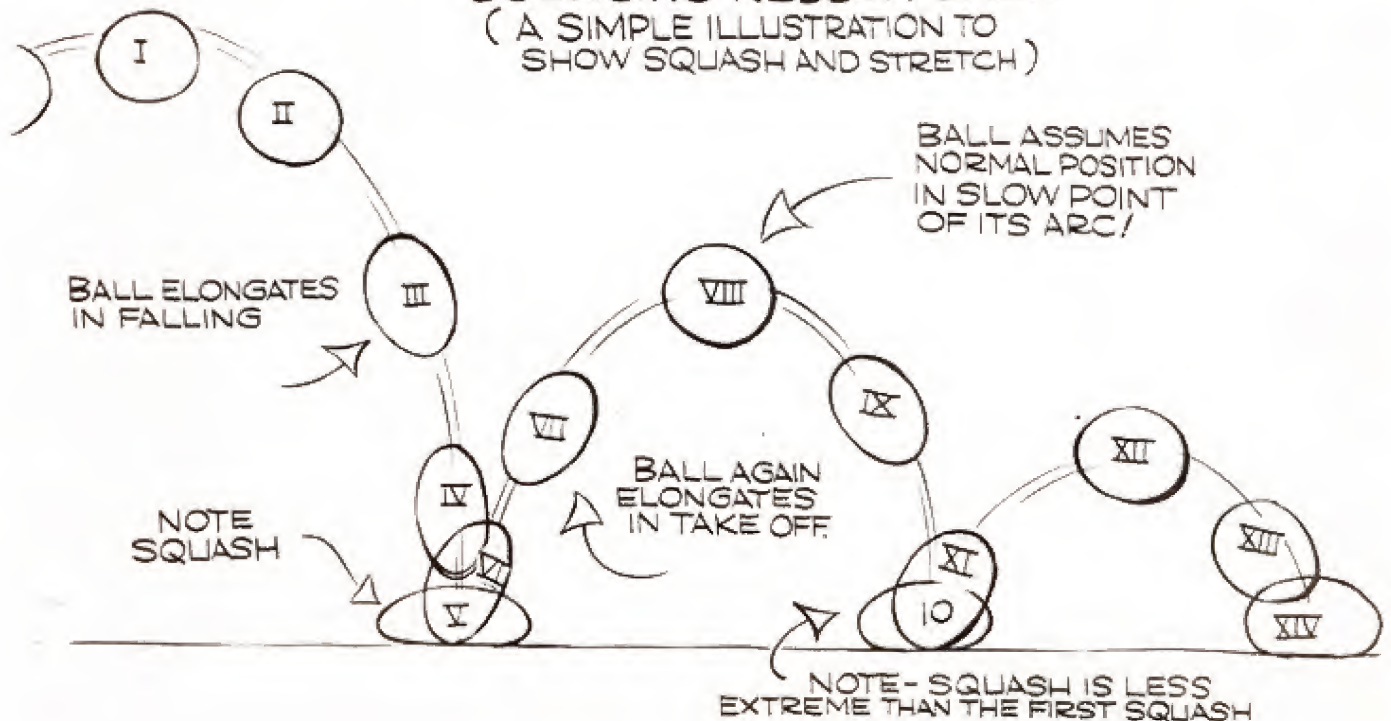 ( A SIMPLE ILLUSTRATION TO
SHOW SQUASH AND STRETCH )
I
II
BALL ASSUMES
NORMAL POSITION
IN SLOW POINT
OF ITS ARC!
BALL ELONGATES
IN FALLING
III
VIII
VII
IX
XII
BALL AGAIN
ELONGATES
IN TAKE OFF.
IV
NOTE
SQUASH
VI
V
XI
10
XIII
XIV
NOTE - SQUASH IS LESS
EXTREME THAN THE FIRST SQUASH